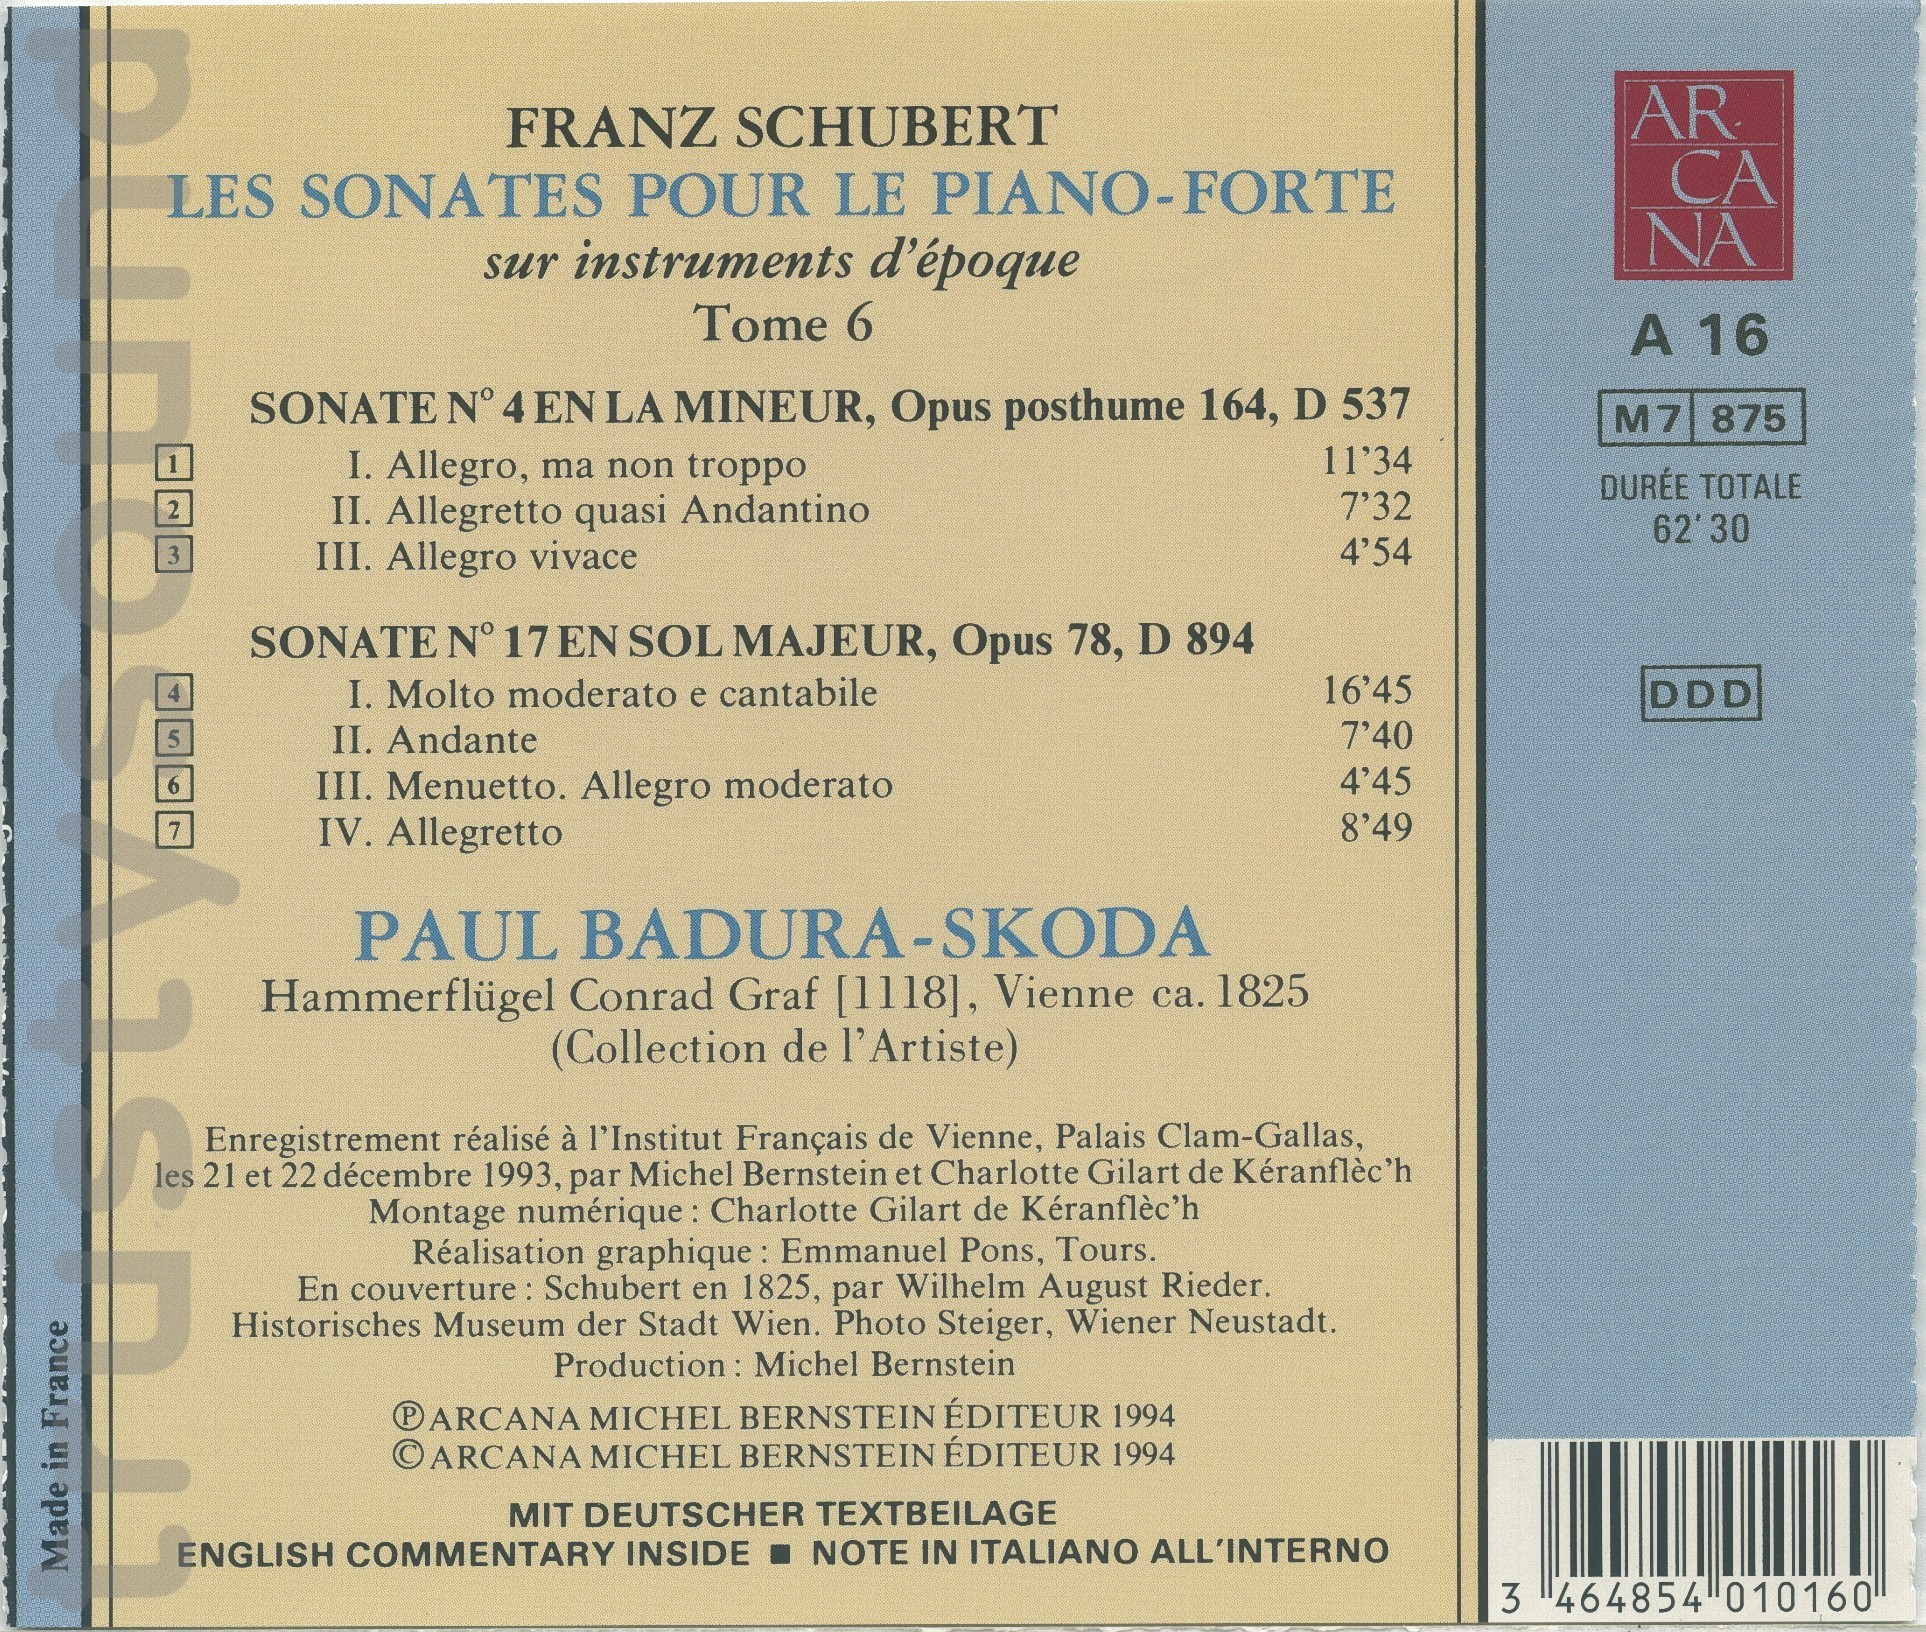 FRANZ SCHUBERT
LES SONATES POUR LE PIANO-FORTE
sur instruments d'époque
Tome 6
SONATE Nº 4 EN LA MINEUR, Opus posthume 164, D 537
1 I. Allegro, ma non troppo 11'34
2 II. Allegretto quasi Andantino 7'32
3 III. Allegro vivace 4'54
SONATE Nº 17 EN SOL MAJEUR, Opus 78, D 894
4 I. Molto moderato e cantabile 16'45
5 II. Andante 7'40
6 III. Menuetto. Allegro moderato 4'45
7 IV. Allegretto 8'49
PAUL BADURA-SKODA
Hammerflügel Conrad Graf [1118], Vienne ca. 1825
(Collection de l'Artiste)
Enregistrement réalisé à l'Institut Français de Vienne, Palais Clam-Gallas,
les 21 et 22 décembre 1993, par Michel Bernstein et Charlotte Gilart de Kéranflèc'h
Montage numérique : Charlotte Gilart de Kéranflèc'h
Réalisation graphique : Emmanuel Pons, Tours.
En couverture : Schubert en 1825, par Wilhelm August Rieder.
Historisches Museum der Stadt Wien. Photo Steiger, Wiener Neustadt.
Production : Michel Bernstein
℗ ARCANA MICHEL BERNSTEIN ÉDITEUR 1994
© ARCANA MICHEL BERNSTEIN ÉDITEUR 1994
MIT DEUTSCHER TEXTBEILAGE
ENGLISH COMMENTARY INSIDE ■ NOTE IN ITALIANO ALL'INTERNO
AR
CA
NA
A 16
M7 875
DURÉE TOTALE
62'30
DDD
3 464854 010160
Made in France
trustysound